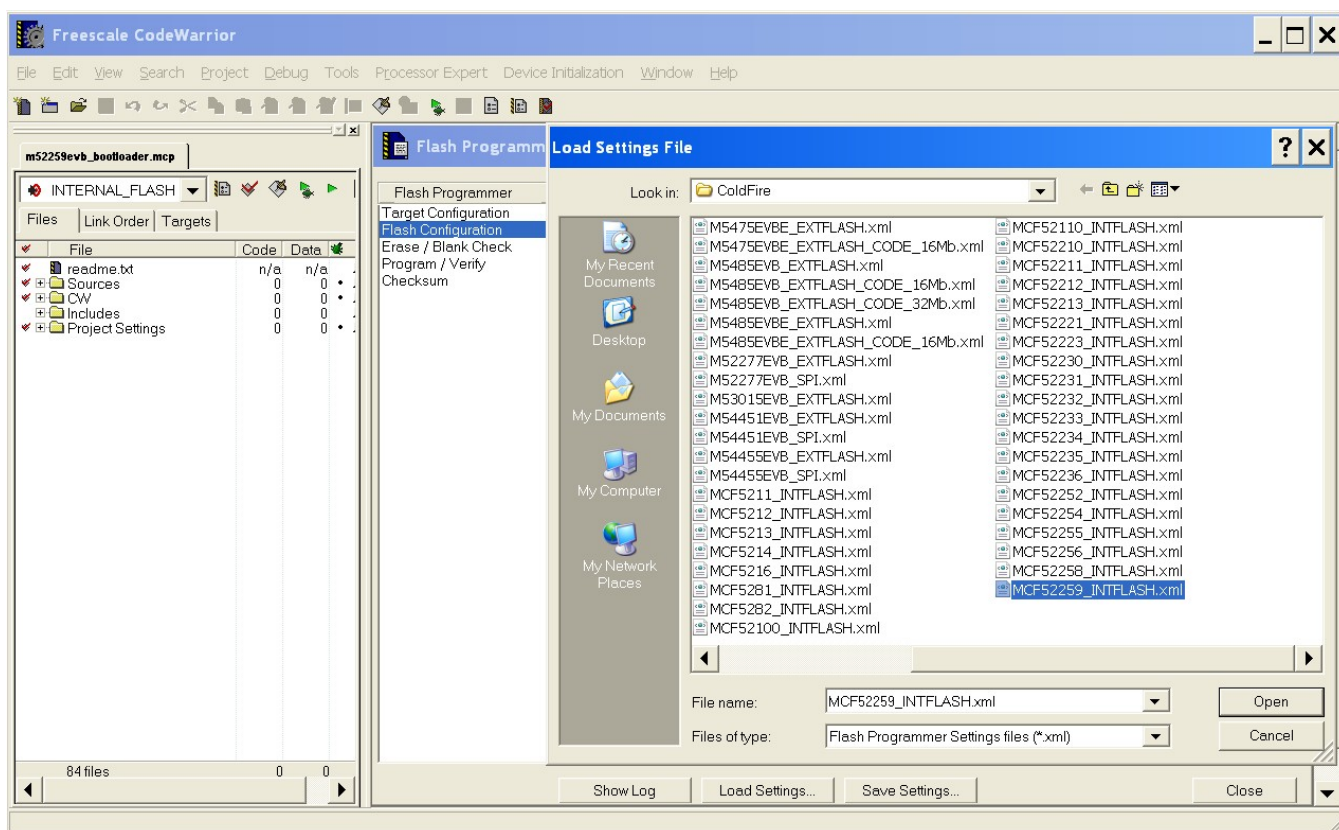 Freescale CodeWarrior
File Edit View Search Project Debug Tools Processor Expert Device Initialization Window Help
m52259evb_bootloader.mcp
INTERNAL_FLASH
Files Link Order Targets
File Code Data
readme.txt n/a n/a
Sources 0 0
CW 0 0
Includes 0 0
Project Settings 0 0
84 files 0 0
Flash Programm
Flash Programmer
Target Configuration
Flash Configuration
Erase / Blank Check
Program / Verify
Checksum
Load Settings File
Look in: ColdFire
My Recent
Documents
Desktop
My Documents
My Computer
My Network
Places
M5475EVBE_EXTFLASH.xml
M5475EVBE_EXTFLASH_CODE_16Mb.xml
M5485EVB_EXTFLASH.xml
M5485EVB_EXTFLASH_CODE_16Mb.xml
M5485EVB_EXTFLASH_CODE_32Mb.xml
M5485EVBE_EXTFLASH.xml
M5485EVBE_EXTFLASH_CODE_16Mb.xml
M52277EVB_EXTFLASH.xml
M52277EVB_SPI.xml
M53015EVB_EXTFLASH.xml
M54451EVB_EXTFLASH.xml
M54451EVB_SPI.xml
M54455EVB_EXTFLASH.xml
M54455EVB_SPI.xml
MCF5211_INTFLASH.xml
MCF5212_INTFLASH.xml
MCF5213_INTFLASH.xml
MCF5214_INTFLASH.xml
MCF5216_INTFLASH.xml
MCF5281_INTFLASH.xml
MCF5282_INTFLASH.xml
MCF52100_INTFLASH.xml
MCF52110_INTFLASH.xml
MCF52210_INTFLASH.xml
MCF52211_INTFLASH.xml
MCF52212_INTFLASH.xml
MCF52213_INTFLASH.xml
MCF52221_INTFLASH.xml
MCF52223_INTFLASH.xml
MCF52230_INTFLASH.xml
MCF52231_INTFLASH.xml
MCF52232_INTFLASH.xml
MCF52233_INTFLASH.xml
MCF52234_INTFLASH.xml
MCF52235_INTFLASH.xml
MCF52236_INTFLASH.xml
MCF52252_INTFLASH.xml
MCF52254_INTFLASH.xml
MCF52255_INTFLASH.xml
MCF52256_INTFLASH.xml
MCF52258_INTFLASH.xml
MCF52259_INTFLASH.xml
File name: MCF52259_INTFLASH.xml Open
Files of type: Flash Programmer Settings files (*.xml) Cancel
Show Log Load Settings... Save Settings... Close